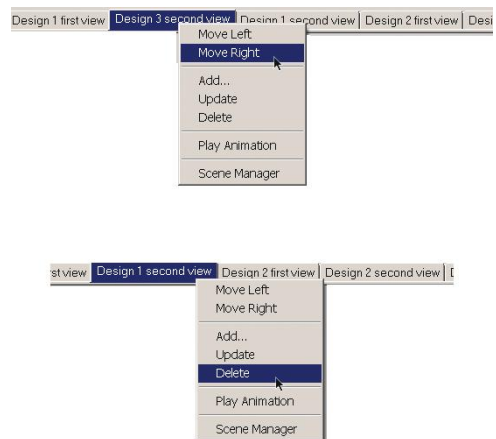 Design 1 first view Design 3 second view Design 1 second view Design 2 first view
Move Left
Move Right
Add...
Update
Delete
Play Animation
Scene Manager
view Design 1 second view Design 2 first view Design 2 second view
Move Left
Move Right
Add...
Update
Delete
Play Animation
Scene Manager